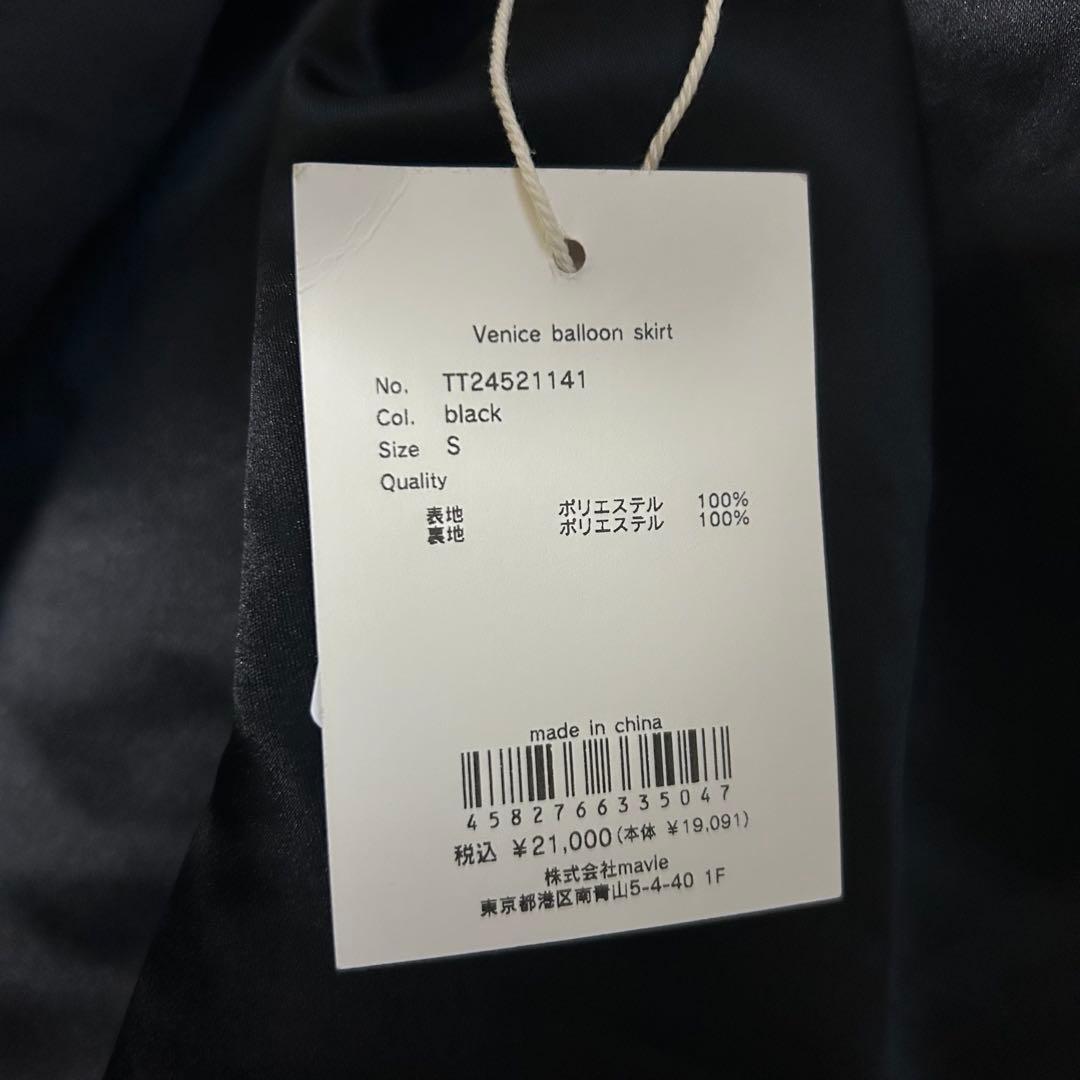 Venice balloon skirt
No. TT24521141
Col. black
Size S
Quality
表地 ポリエステル 100%
裏地 ポリエステル 100%
made in china
4582766335047
税込 ¥21,000(本体 ¥19,091)
株式会社mavie
東京都港区南青山5-4-40 1F